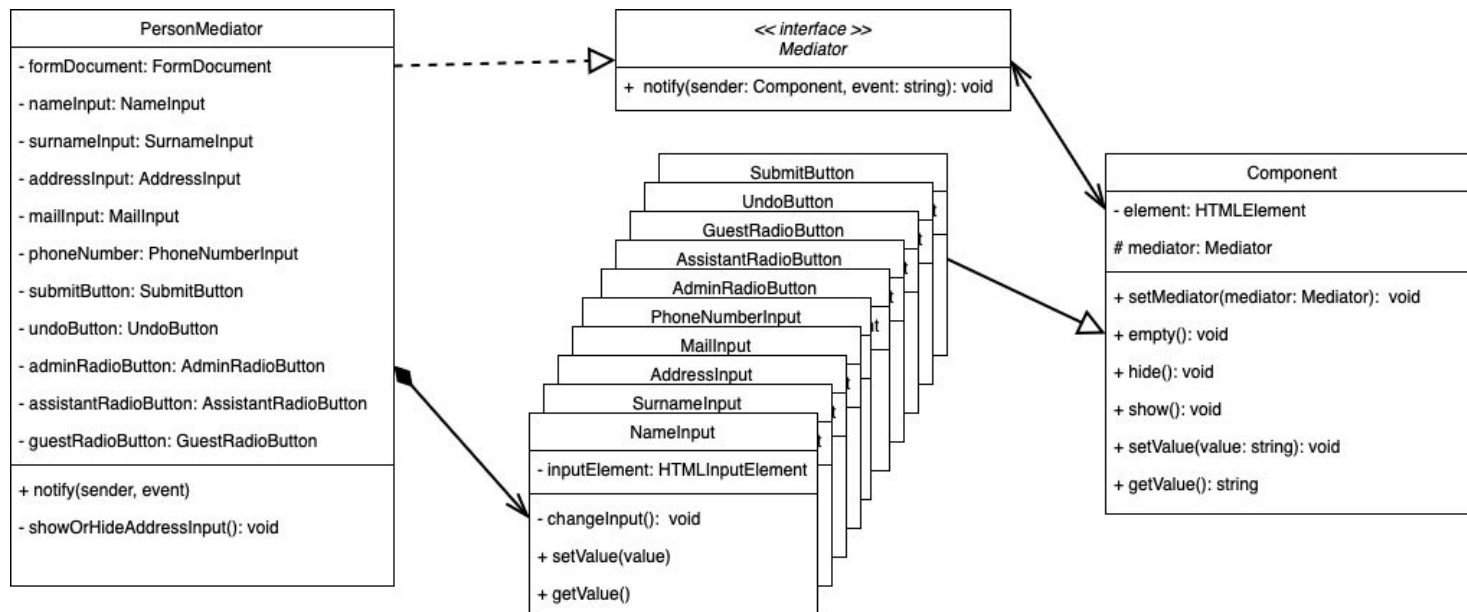 PersonMediator
- formDocument: FormDocument
- nameInput: NameInput
- surnameInput: SurnameInput
- addressInput: AddressInput
- mailInput: MailInput
- phoneNumber: PhoneNumberInput
- submitButton: SubmitButton
- undoButton: UndoButton
- adminRadioButton: AdminRadioButton
- assistantRadioButton: AssistantRadioButton
- guestRadioButton: GuestRadioButton
+ notify(sender, event)
- showOrHideAddressInput(): void
<< interface >>
Mediator
+ notify(sender: Component, event: string): void
SubmitButton
UndoButton
GuestRadioButton
AssistantRadioButton
AdminRadioButton
PhoneNumberInput
MailInput
AddressInput
SurnameInput
NameInput
- inputElement: HTMLInputElement
- changeInput(): void
+ setValue(value)
+ getValue()
Component
- element: HTMLElement
# mediator: Mediator
+ setMediator(mediator: Mediator): void
+ empty(): void
+ hide(): void
+ show(): void
+ setValue(value: string): void
+ getValue(): string